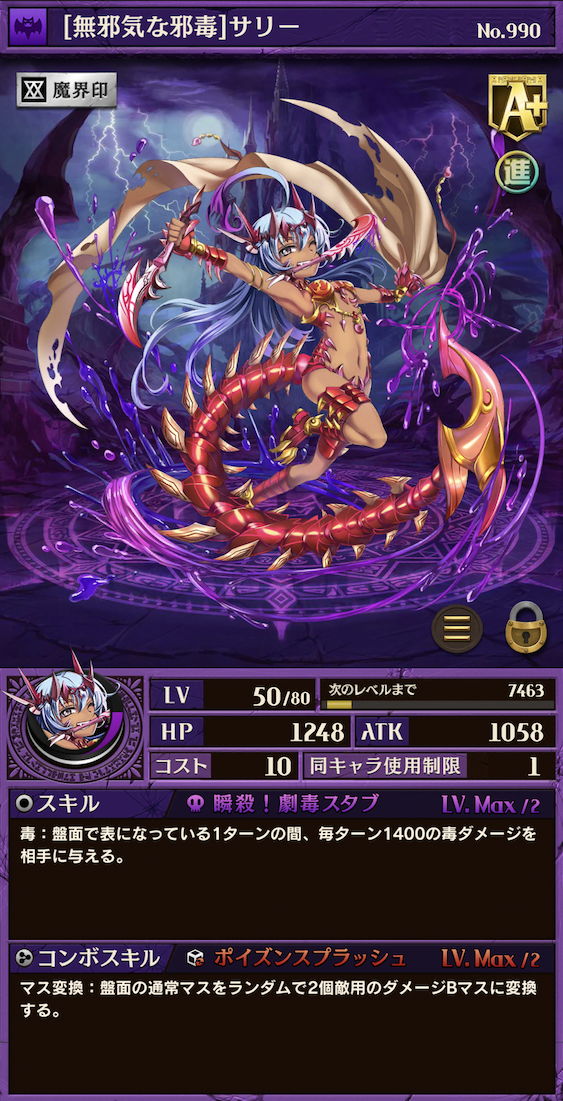 [無邪気な邪毒]サリー
No.990
魔界印
A+
進
LV 50/80 次のレベルまで 7463
HP 1248 ATK 1058
コスト 10 同キャラ使用制限 1
スキル 瞬殺!劇毒スタブ LV.Max/2
毒:盤面で表になっている1ターンの間、毎ターン1400の毒ダメージを
相手に与える。
コンボスキル ポイズンスプラッシュ LV.Max/2
マス変換:盤面の通常マスをランダムで2個敵用のダメージBマスに変換
する。